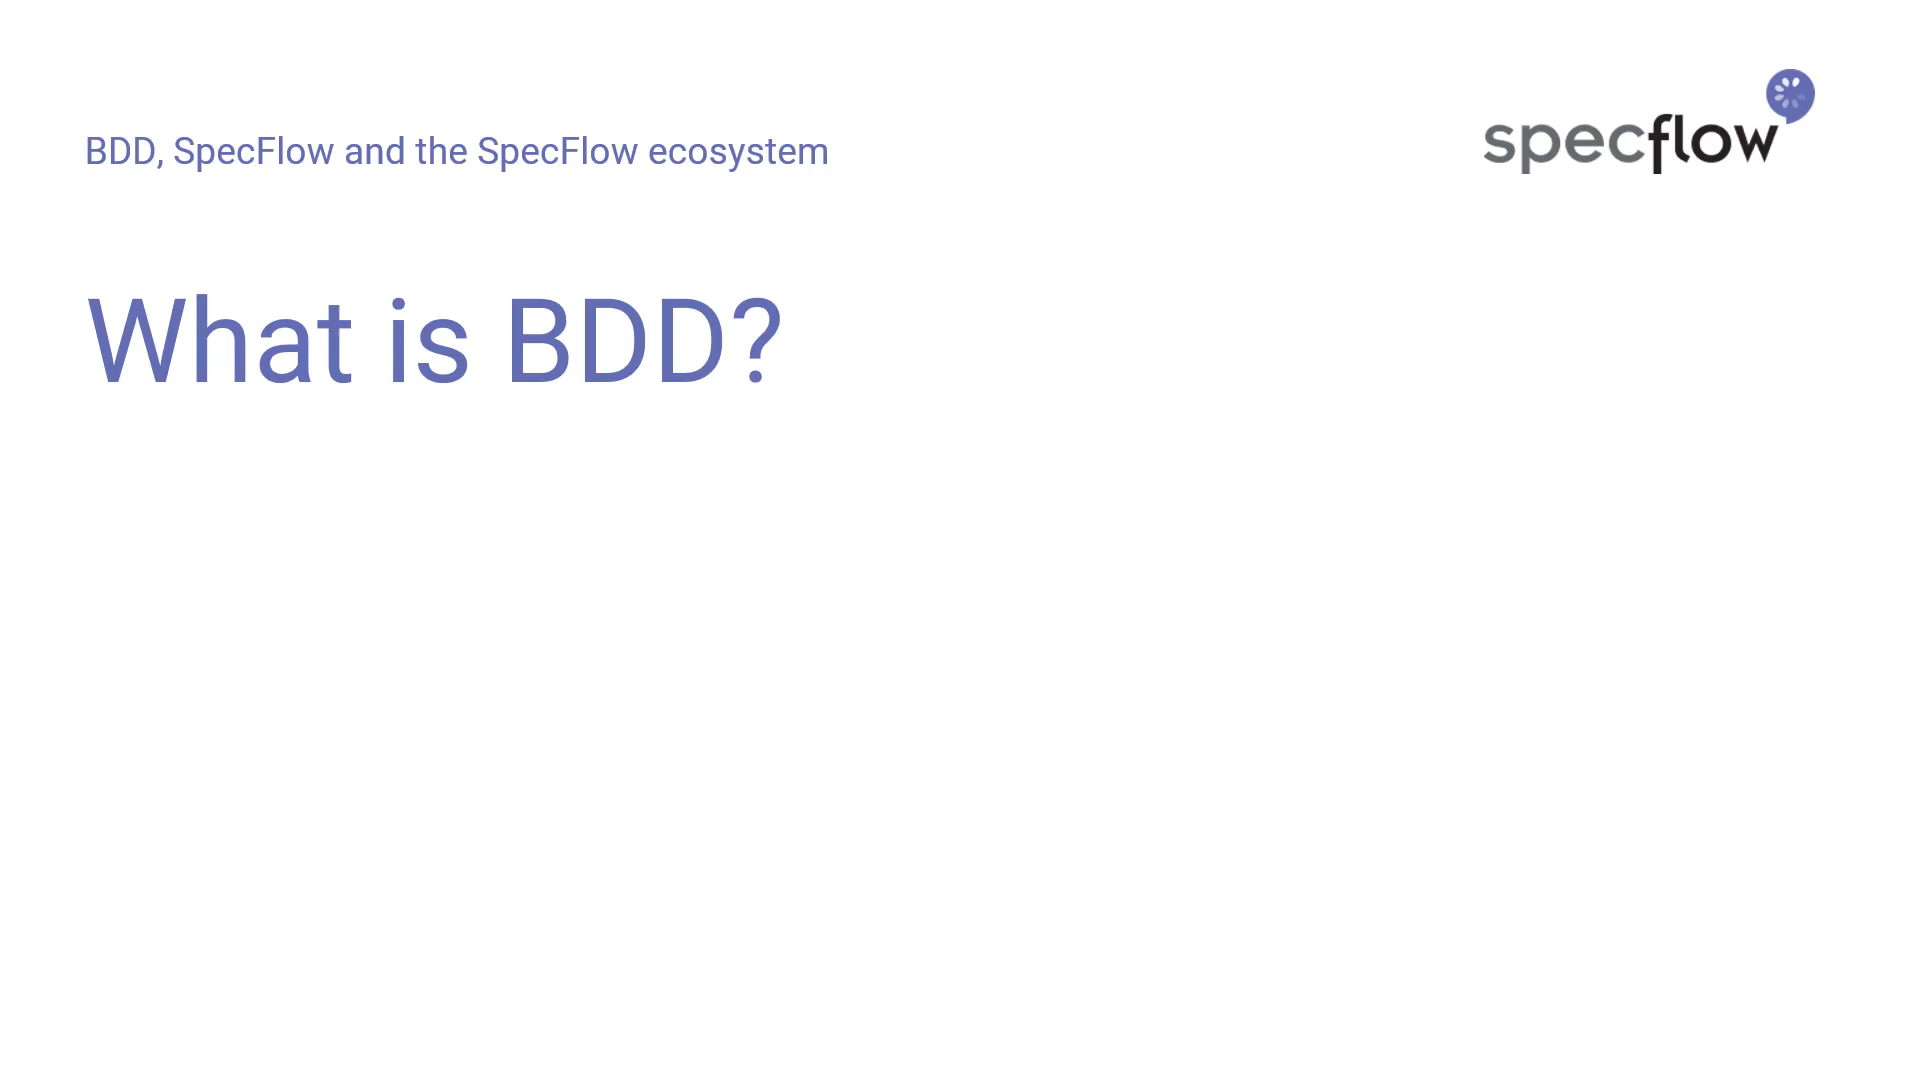 BDD, SpecFlow and the SpecFlow ecosystem
specflow
What is BDD?